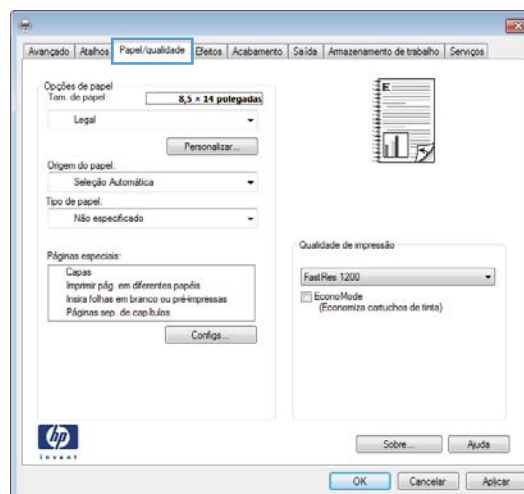 Avançado
Atalhos
Papel/qualidade
Efeitos
Acabamento
Saída
Armazenamento de trabalho
Serviços
Opções de papel
Tam. de papel: 8,5 × 14 polegadas
Legal
Personalizar...
Origem do papel:
Seleção Automática
Tipo de papel:
Não especificado
Páginas especiais:
Capas
Imprimir pág. em diferentes papéis
Insira folhas em branco ou pré-impressas
Páginas sep. de capítulos
Configs...
E
Qualidade de impressão
FastRes 1200
EconoMode
(Economiza cartuchos de tinta)
hp
invent
Sobre...
Ajuda
OK
Cancelar
Aplicar